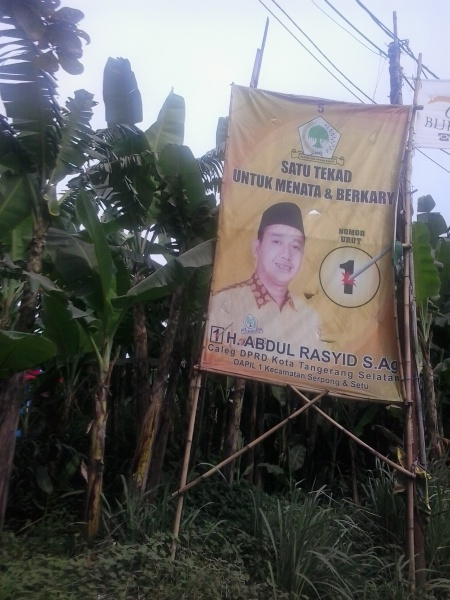 5
SATU TEKAD
UNTUK MENATA & BERKARY
NOMOR
URUT
1
1 H. ABDUL RASYID S.Ag
Caleg DPRD Kota Tangerang Selatan
DAPIL 1 Kecamatan Serpong & Setu